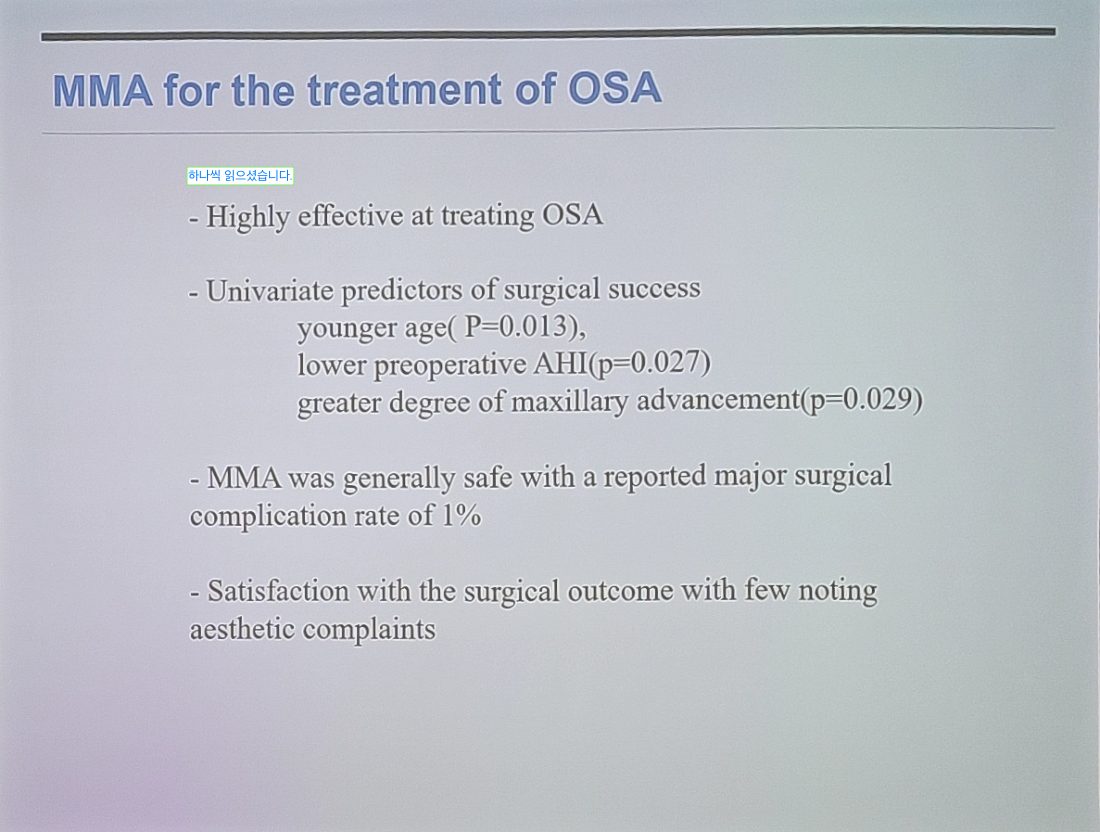 MMA for the treatment of OSA
하나씩 읽으셨습니다.
- Highly effective at treating OSA
- Univariate predictors of surgical success
younger age( P=0.013),
lower preoperative AHI(p=0.027)
greater degree of maxillary advancement(p=0.029)
- MMA was generally safe with a reported major surgical
complication rate of 1%
- Satisfaction with the surgical outcome with few noting
aesthetic complaints